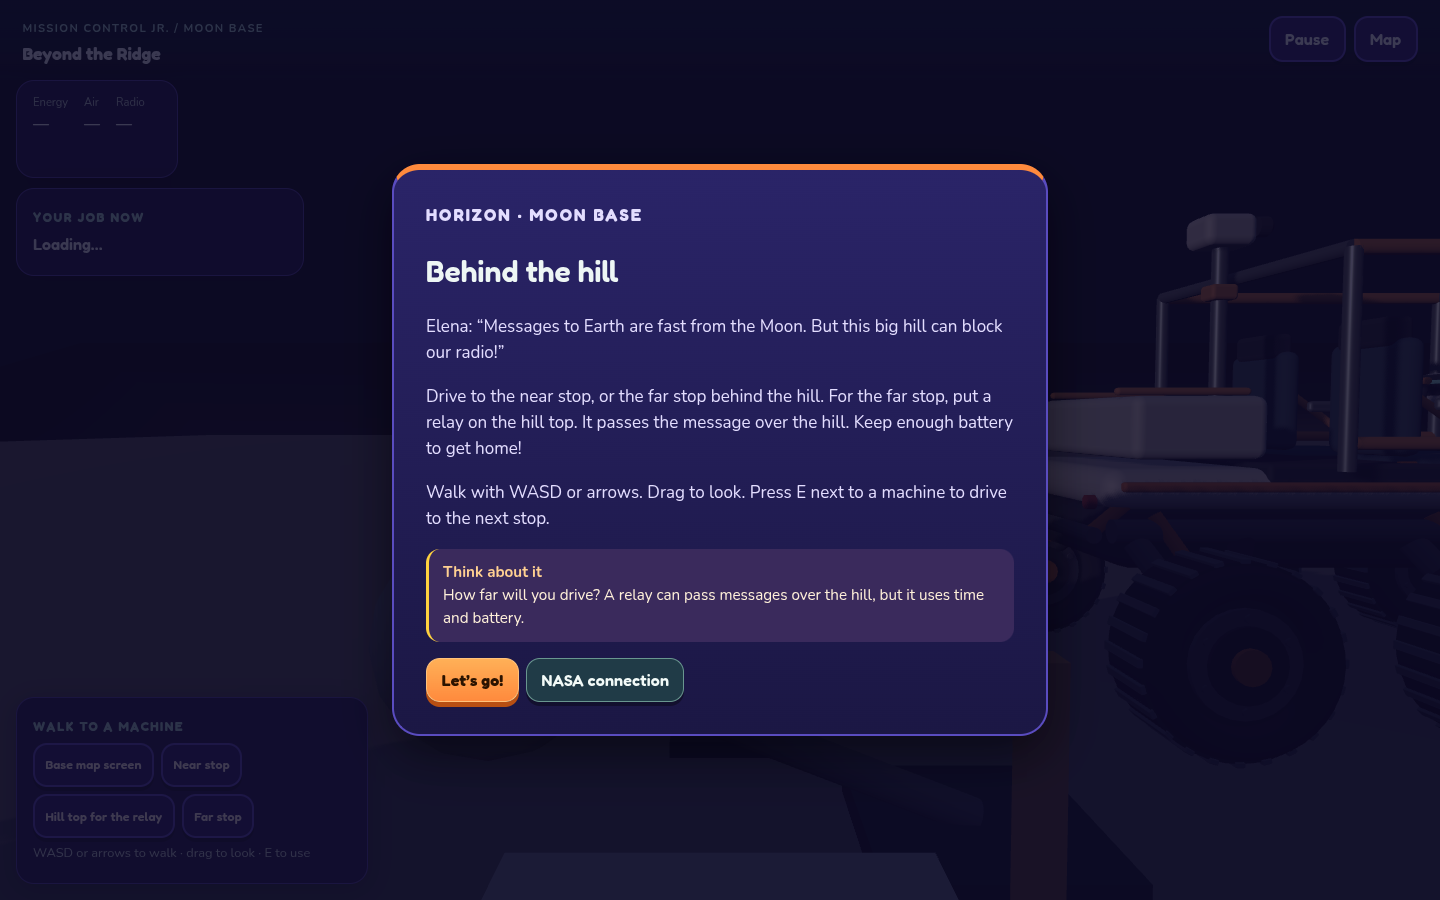 MISSION CONTROL JR. / MOON BASE
Beyond the Ridge
Pause
Map
Energy Air Radio
— — —
YOUR JOB NOW
Loading...
HORIZON · MOON BASE
Behind the hill
Elena: “Messages to Earth are fast from the Moon. But this big hill can block
our radio!”
Drive to the near stop, or the far stop behind the hill. For the far stop, put a
relay on the hill top. It passes the message over the hill. Keep enough battery
to get home!
Walk with WASD or arrows. Drag to look. Press E next to a machine to drive
to the next stop.
Think about it
How far will you drive? A relay can pass messages over the hill, but it uses time
and battery.
Let's go!
NASA connection
WALK TO A MACHINE
Base map screen
Near stop
Hill top for the relay
Far stop
WASD or arrows to walk · drag to look · E to use